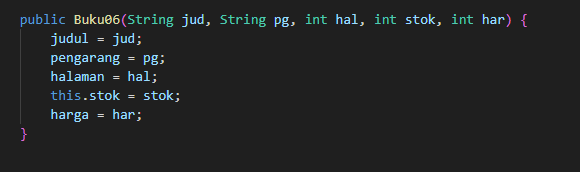 public Buku06(String jud, String pg, int hal, int stok, int har) {
judul = jud;
pengarang = pg;
halaman = hal;
this.stok = stok;
harga = har;
}